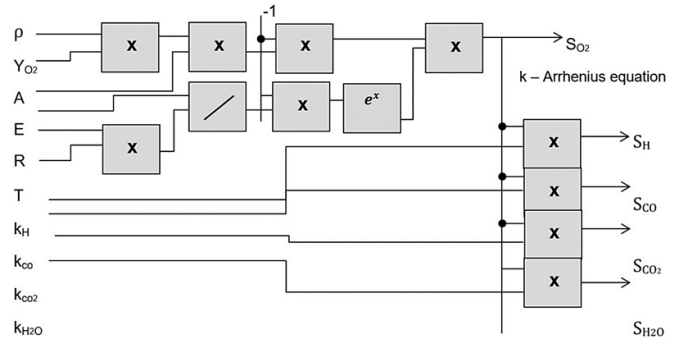 -1
ρ
x
x
x
x
S_O2
Y_O2
k – Arrhenius equation
A
x
e^x
E
x
R
x
S_H
T
x
S_CO
k_H
x
S_CO2
k_co
x
k_co2
k_H2O
S_H2O